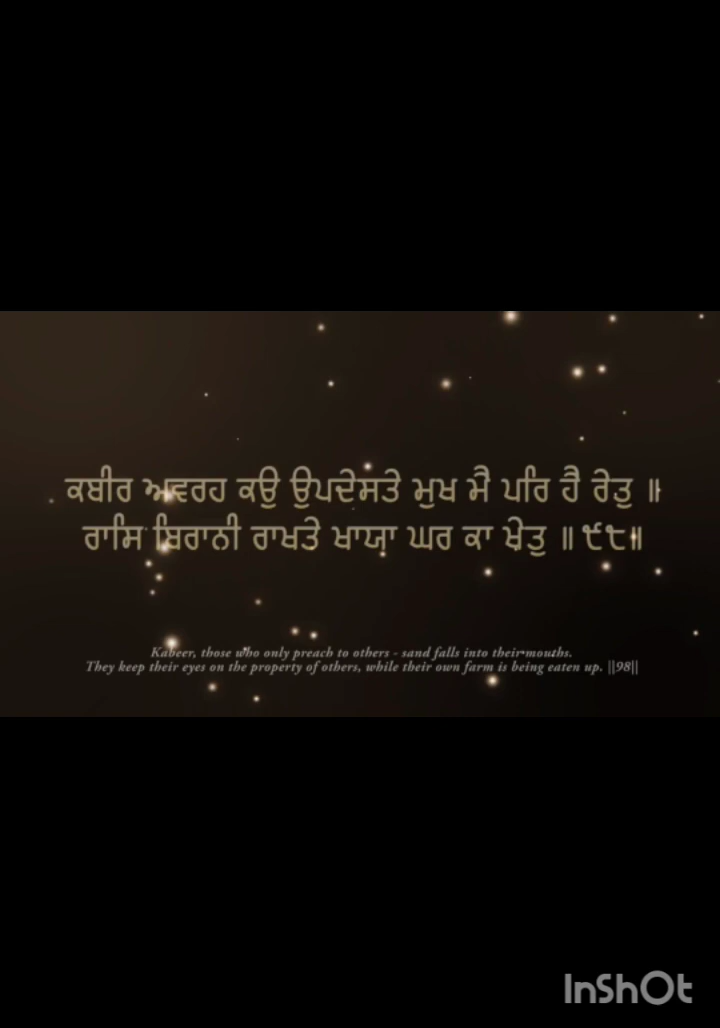 ਕਬੀਰ ਅਵਰਹ ਕਉ ਉਪਦੇਸਤੇ ਮੁਖ ਮੈ ਪਰਿ ਹੈ ਰੇਤੁ ॥
ਰਾਸਿ ਬਿਰਾਨੀ ਰਾਖਤੇ ਖਾਯਾ ਘਰ ਕਾ ਖੇਤੁ ॥੯੮॥
Kabeer, those who only preach to others - sand falls into their mouths.
They keep their eyes on the property of others, while their own farm is being eaten up. ||98||
InShOt